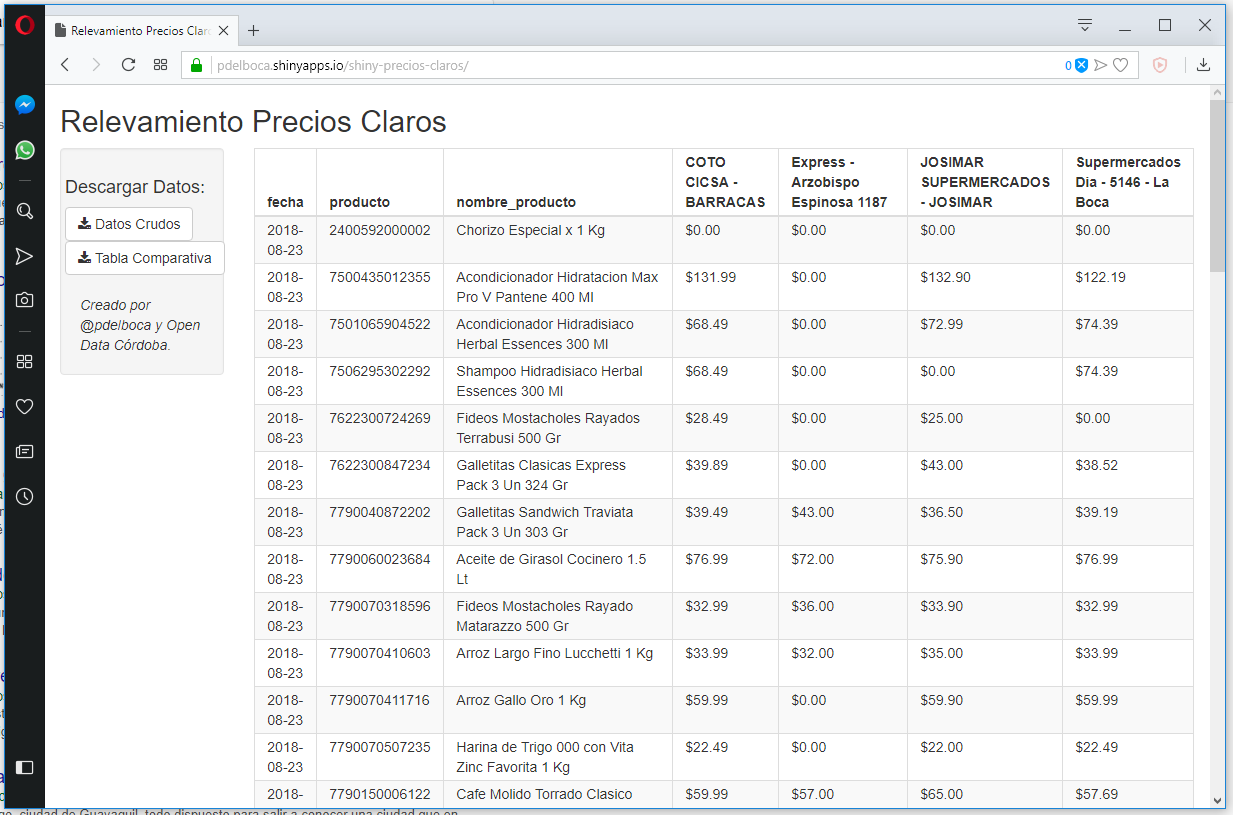 Relevamiento Precios Clar
pdelboca.shinyapps.io/shiny-precios-claros/
0
Relevamiento Precios Claros
Descargar Datos:
Datos Crudos
Tabla Comparativa
Creado por
@pdelboca y Open
Data Córdoba.
fecha producto nombre_producto COTO CICSA - BARRACAS Express - Arzobispo Espinosa 1187 JOSIMAR SUPERMERCADOS - JOSIMAR Supermercados Dia - 5146 - La Boca
2018-08-23 2400592000002 Chorizo Especial x 1 Kg $0.00 $0.00 $0.00 $0.00
2018-08-23 7500435012355 Acondicionador Hidratacion Max Pro V Pantene 400 Ml $131.99 $0.00 $132.90 $122.19
2018-08-23 7501065904522 Acondicionador Hidradisiaco Herbal Essences 300 Ml $68.49 $0.00 $72.99 $74.39
2018-08-23 7506295302292 Shampoo Hidradisiaco Herbal Essences 300 Ml $68.49 $0.00 $0.00 $74.39
2018-08-23 7622300724269 Fideos Mostacholes Rayados Terrabusi 500 Gr $28.49 $0.00 $25.00 $0.00
2018-08-23 7622300847234 Galletitas Clasicas Express Pack 3 Un 324 Gr $39.89 $0.00 $43.00 $38.52
2018-08-23 7790040872202 Galletitas Sandwich Traviata Pack 3 Un 303 Gr $39.49 $43.00 $36.50 $39.19
2018-08-23 7790060023684 Aceite de Girasol Cocinero 1.5 Lt $76.99 $72.00 $75.90 $76.99
2018-08-23 7790070318596 Fideos Mostacholes Rayado Matarazzo 500 Gr $32.99 $36.00 $33.90 $32.99
2018-08-23 7790070410603 Arroz Largo Fino Lucchetti 1 Kg $33.99 $32.00 $35.00 $33.99
2018-08-23 7790070411716 Arroz Gallo Oro 1 Kg $59.99 $0.00 $59.90 $59.99
2018-08-23 7790070507235 Harina de Trigo 000 con Vita Zinc Favorita 1 Kg $22.49 $0.00 $22.00 $22.49
2018- 7790150006122 Cafe Molido Torrado Clasico $59.99 $57.00 $65.00 $57.69